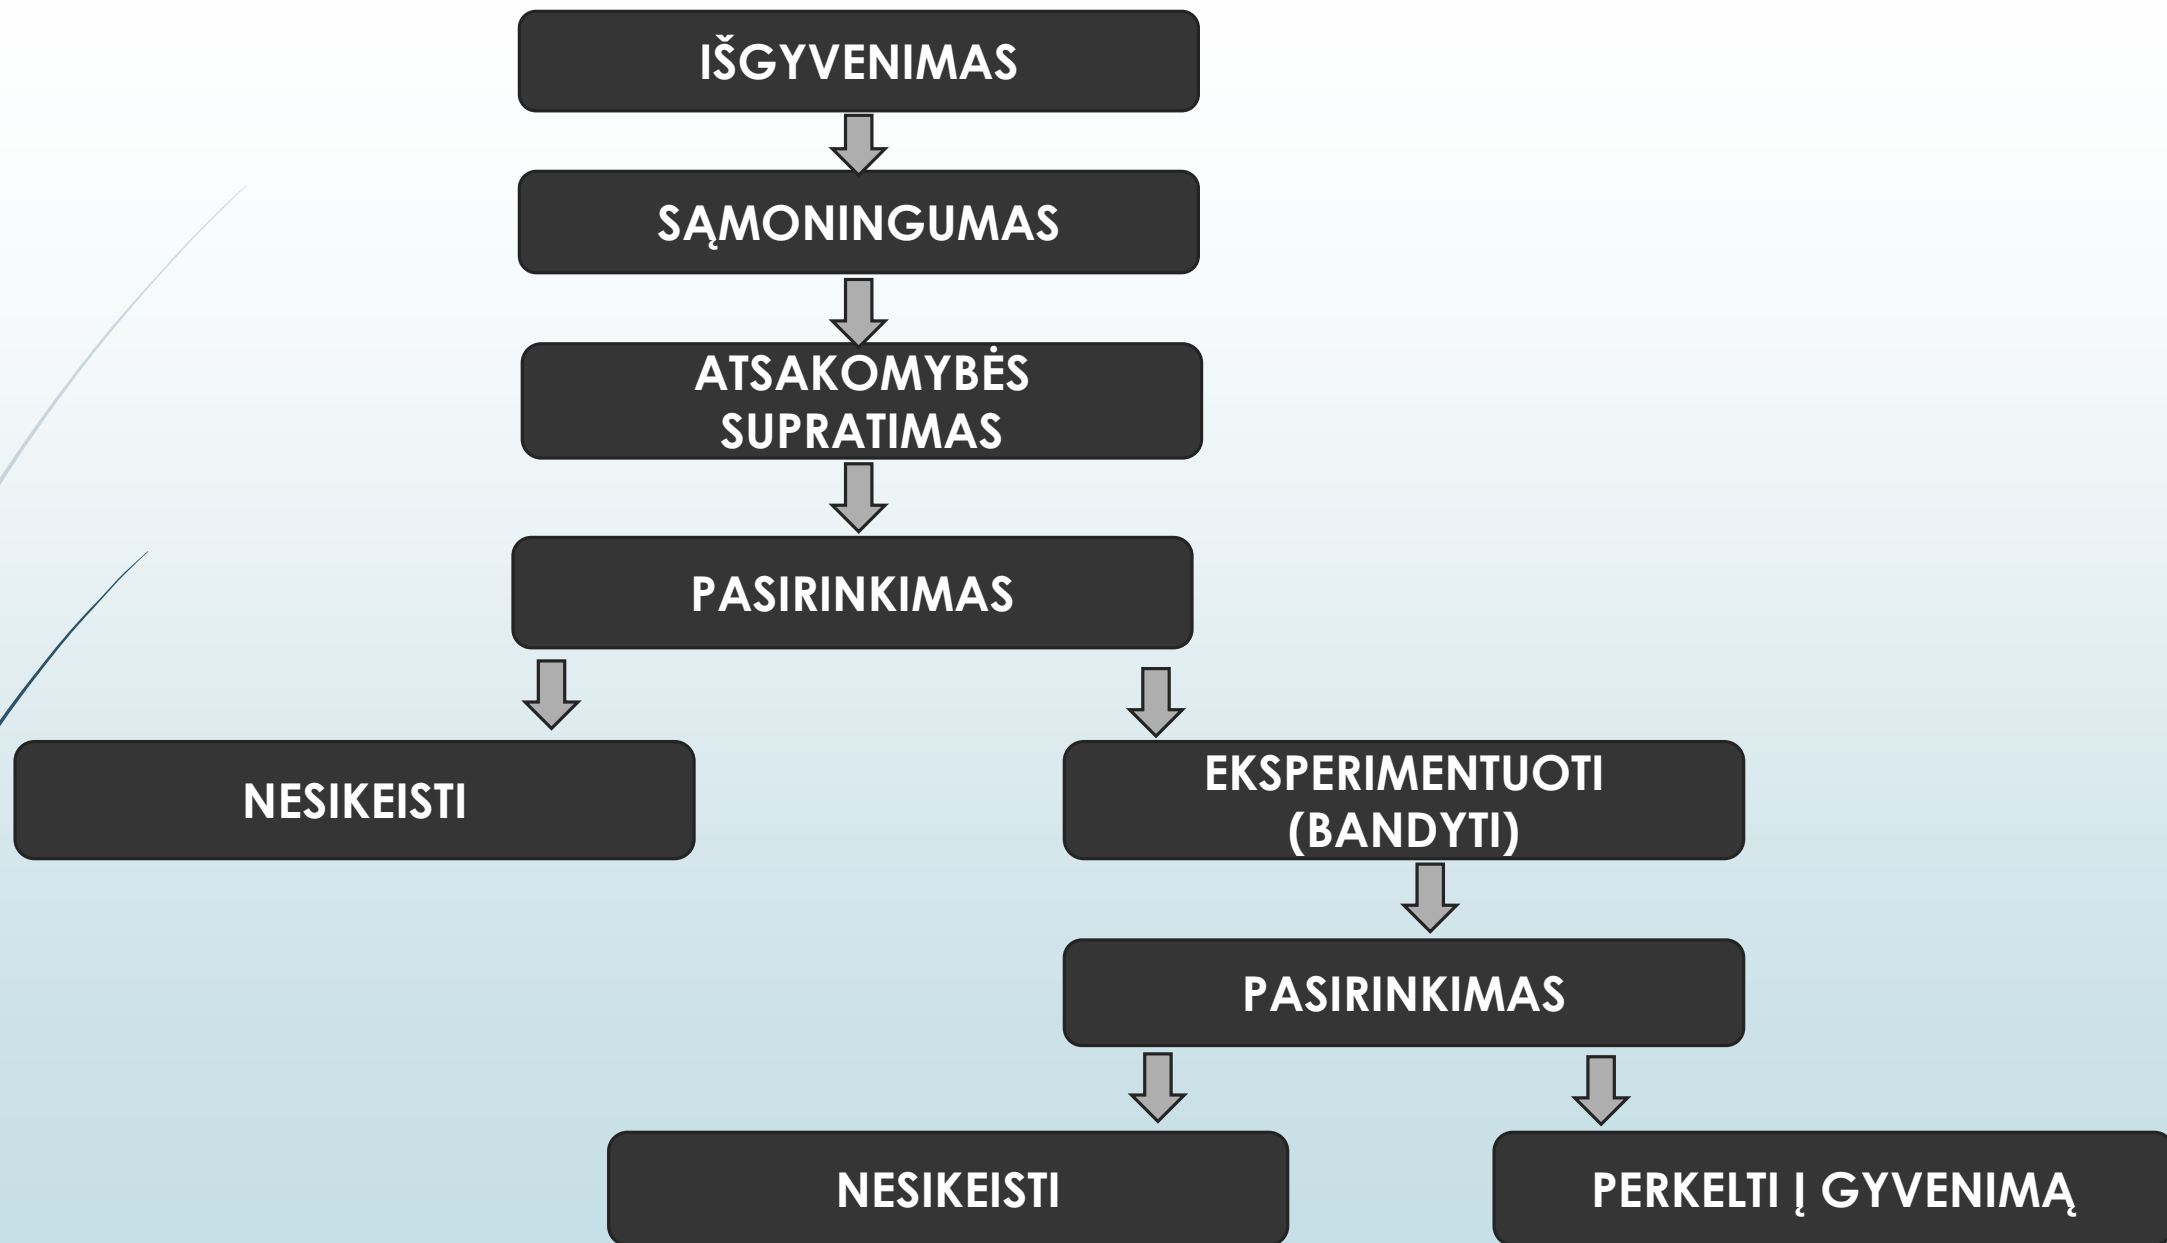 IŠGYVENIMAS
SĄMONINGUMAS
ATSAKOMYBĖS
SUPRATIMAS
PASIRINKIMAS
NESIKEISTI
EKSPERIMENTUOTI
(BANDYTI)
PASIRINKIMAS
NESIKEISTI
PERKELTI Į GYVENIMĄ